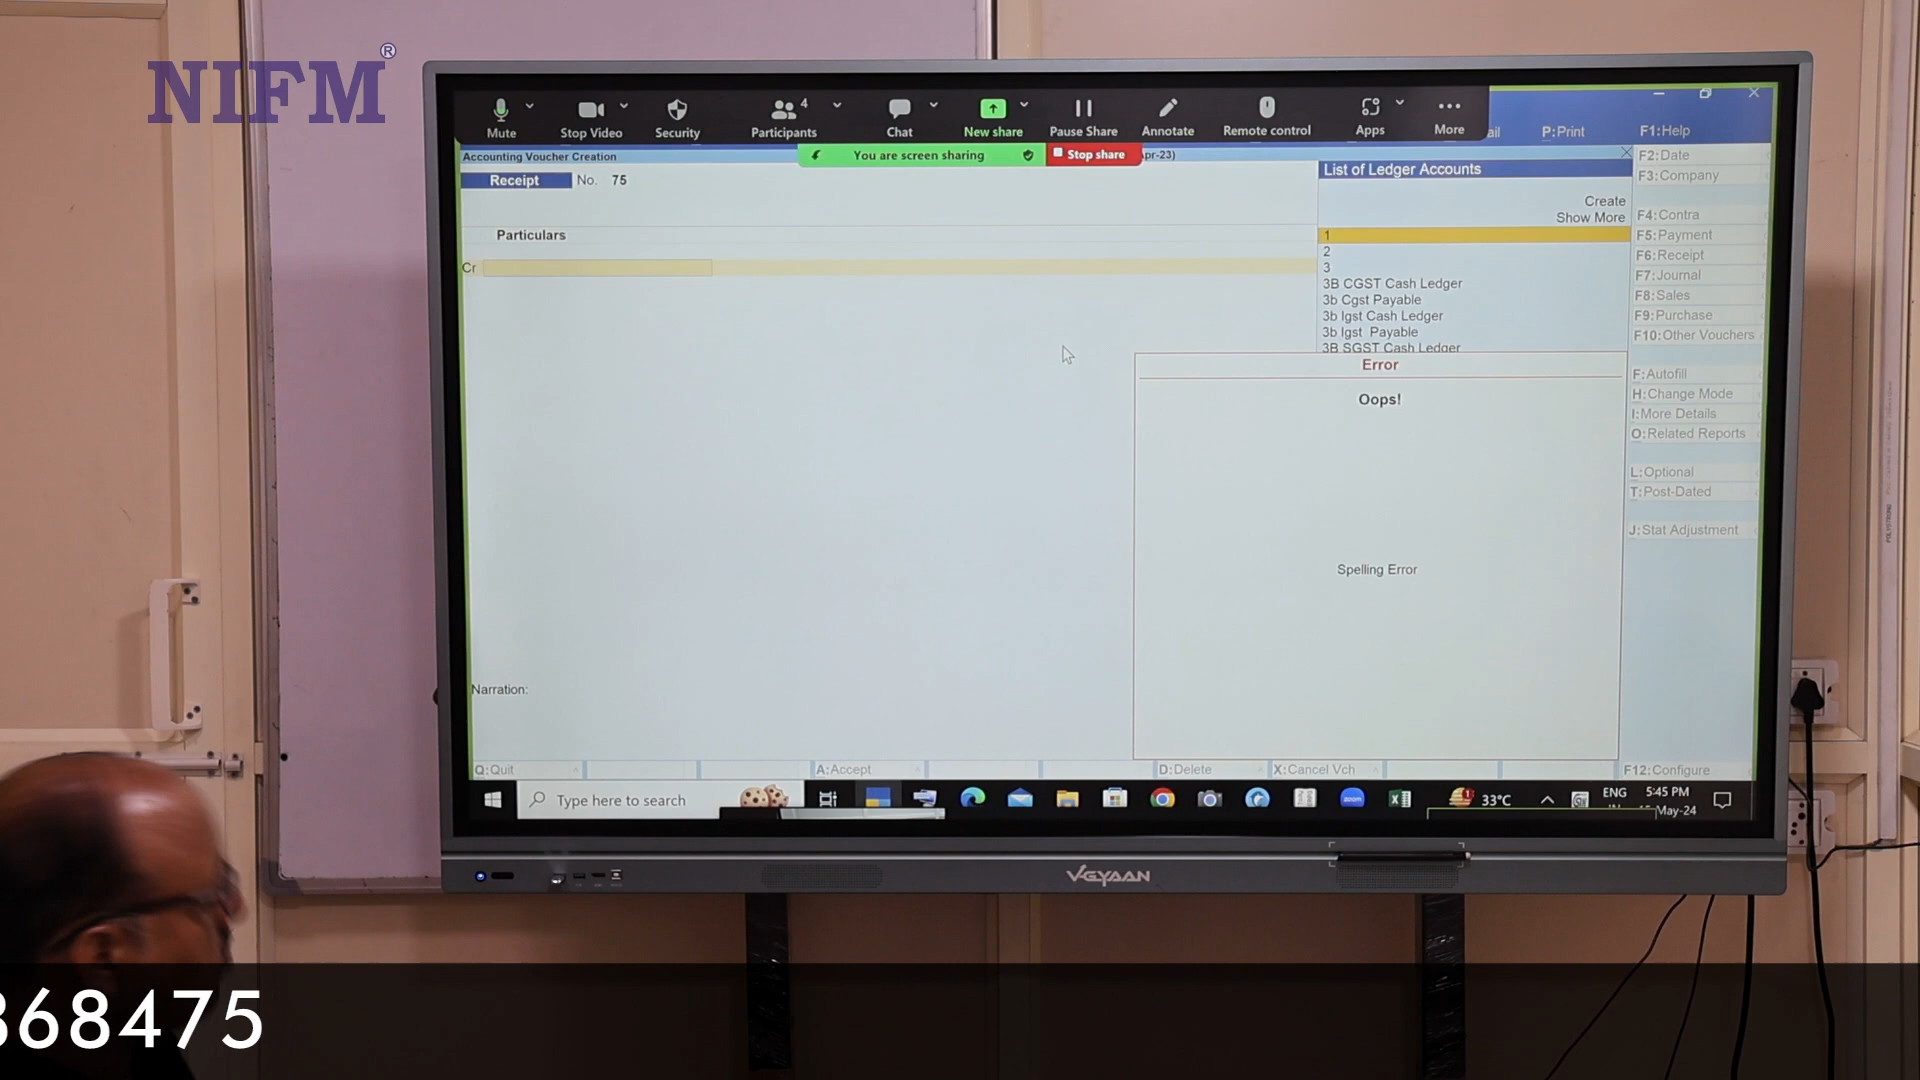 NIFM®
Mute
Stop Video
Security
Participants 4
Chat
New share
Pause Share
Annotate
Remote control
Apps
More
P:Print
F1:Help
Accounting Voucher Creation
You are screen sharing
Stop share
pr-23)
Receipt No. 75
Particulars
Cr
List of Ledger Accounts
Create
Show More
1
2
3
3B CGST Cash Ledger
3b Cgst Payable
3b Igst Cash Ledger
3b Igst Payable
3B SGST Cash Ledger
Error
Oops!
Spelling Error
F2:Date
F3:Company
F4:Contra
F5:Payment
F6:Receipt
F7:Journal
F8:Sales
F9:Purchase
F10:Other Vouchers
F:Autofill
H:Change Mode
I:More Details
O:Related Reports
L:Optional
T:Post-Dated
J:Stat Adjustment
Narration:
Q:Quit
A:Accept
D:Delete
X:Cancel Vch
F12:Configure
Type here to search
zoom
33°C
ENG
5:45 PM
May-24
VGYAAN
368475